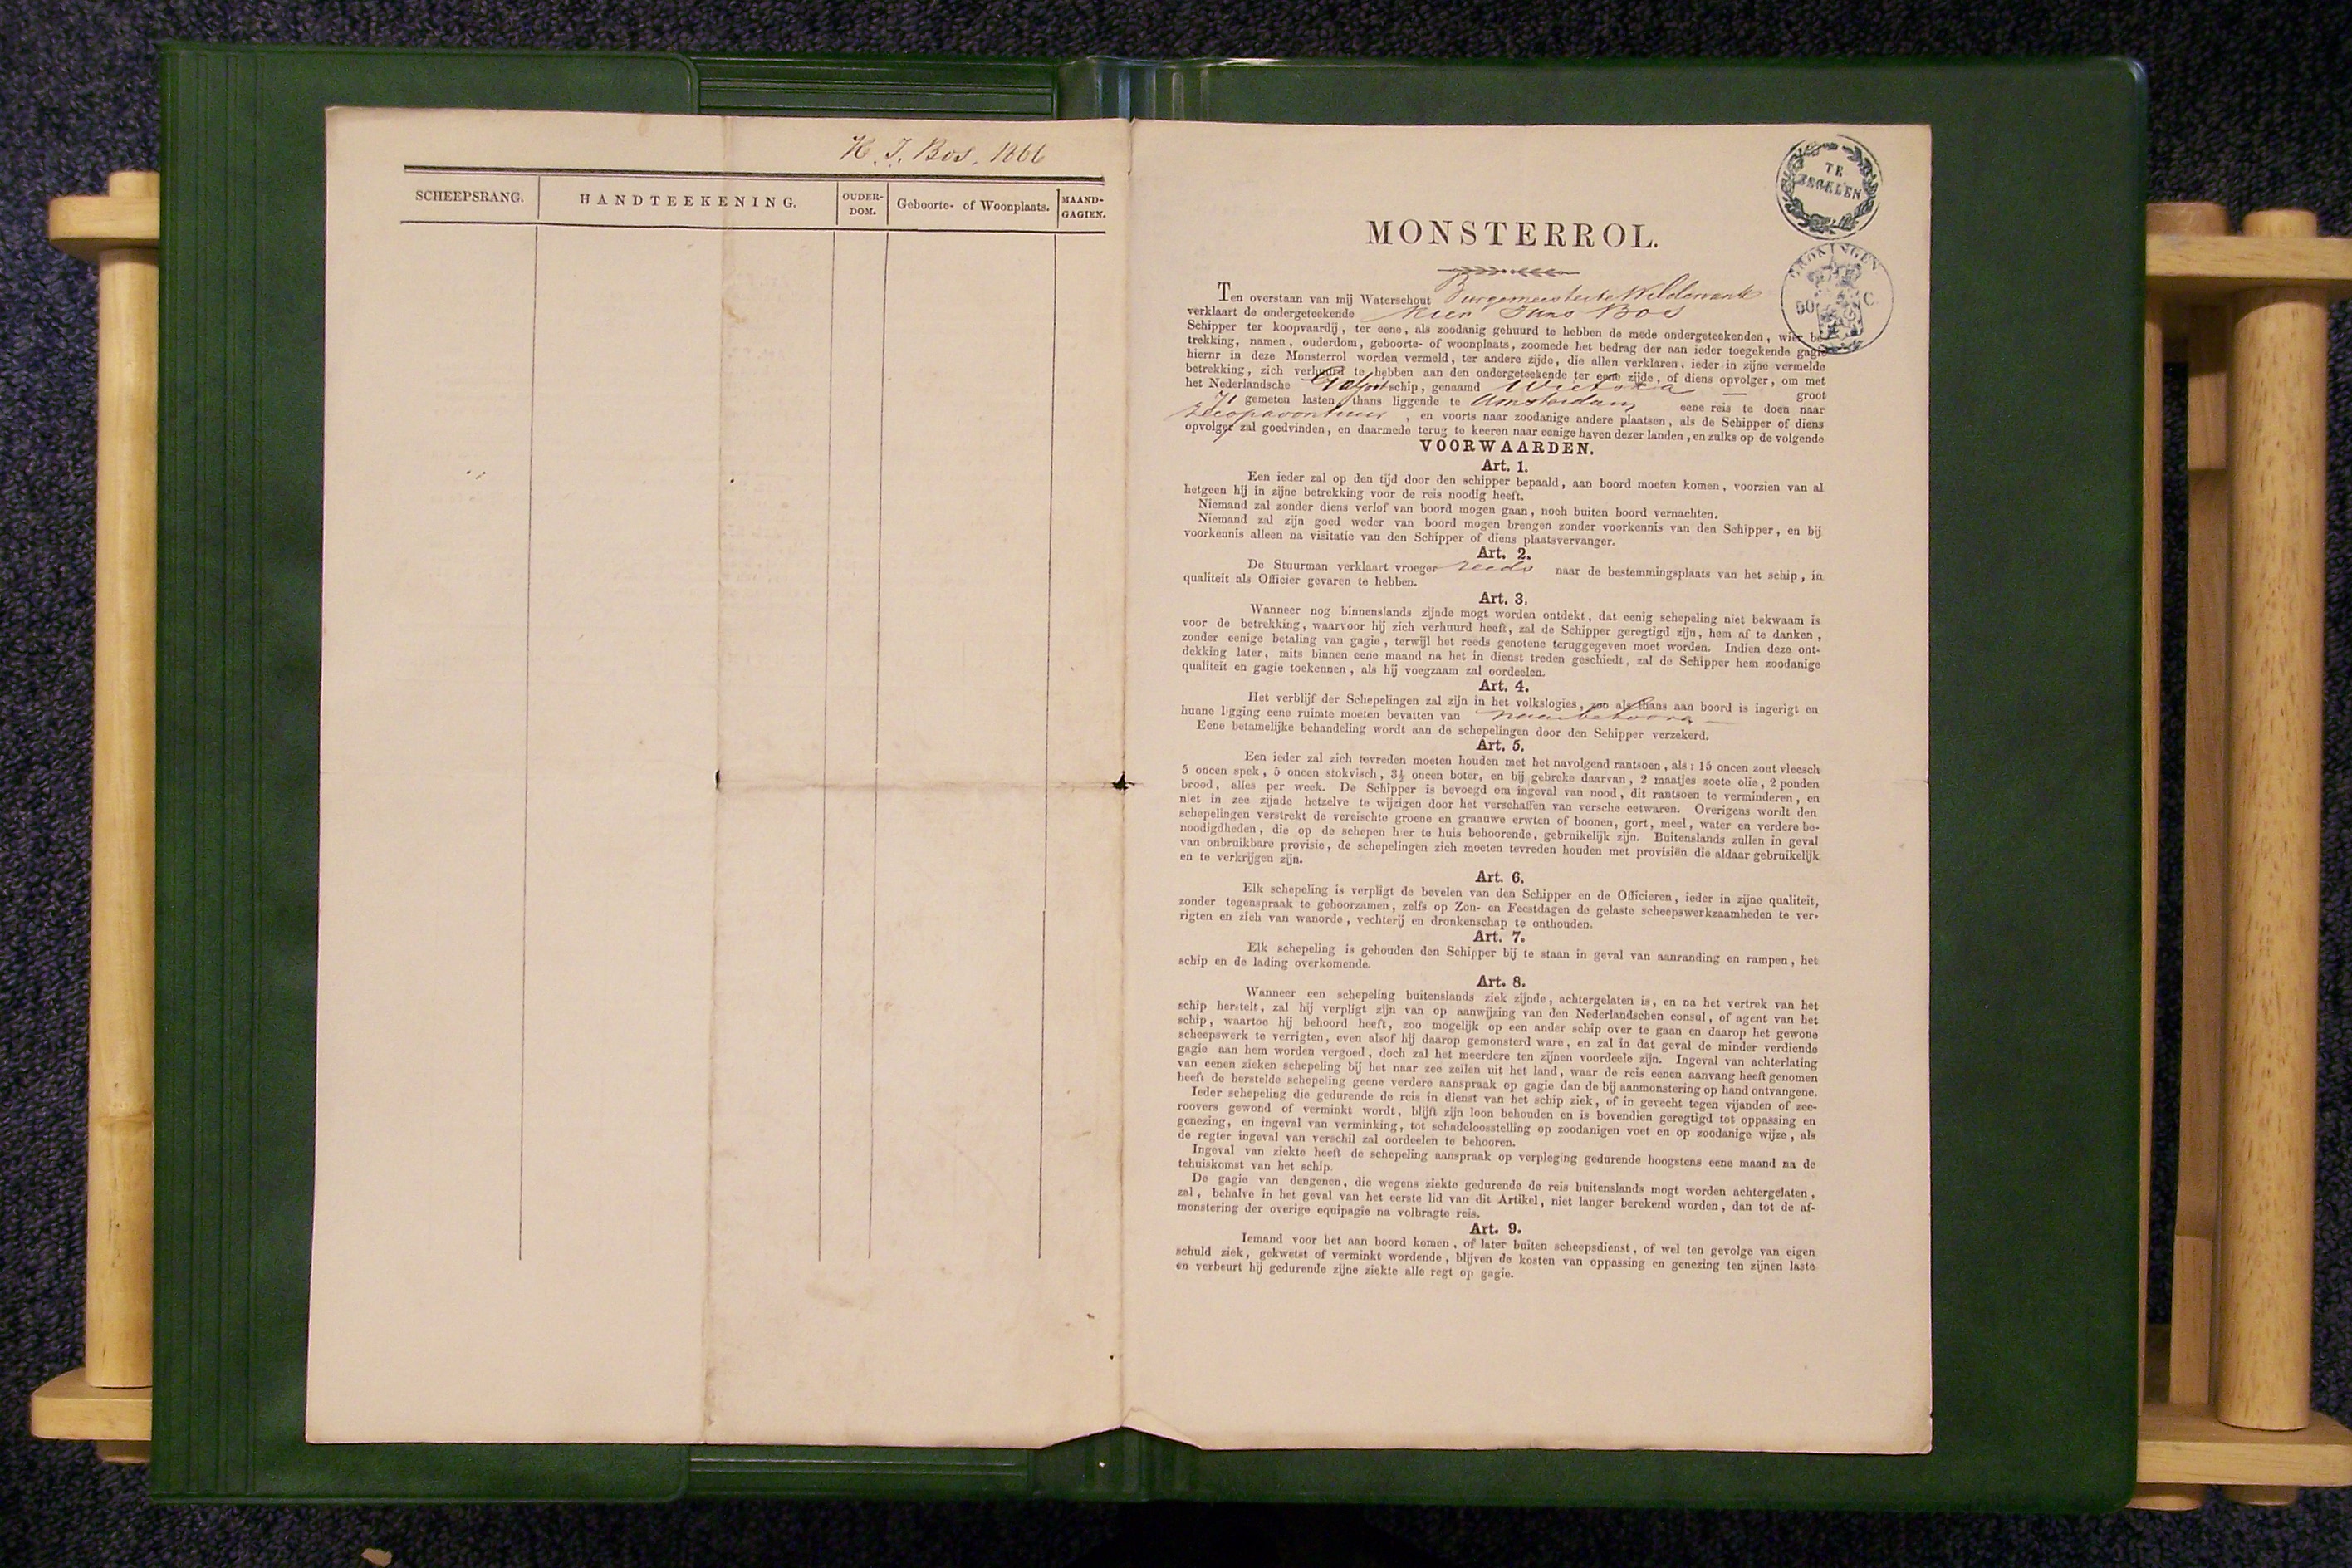 H. J. Bos, 1866
SCHEEPSRANG.
HANDTEEKENING.
OUDER-
DOM.
Geboorte- of Woonplaats.
MAAND-
GAGIEN.
TE
ZEGELEN
GRONINGEN
50 C.
MONSTERROL.
Ten overstaan van mij Waterschout Burgemeester te Wildervank
verklaart de ondergeteekende Bos
Schipper ter koopvaardij, ter eene, als zoodanig gehuurd te hebben de mede ondergeteekenden, wier be-
trekking, namen, ouderdom, geboorte- of woonplaats, zoomede het bedrag der aan ieder toegekende gagie
hierar in deze Monsterrol worden vermeld, ter andere zijde, die allen verklaren, ieder in zijne vermelde
betrekking, zich verhuurd te hebben aan den ondergeteekende ter eene zijde, of diens opvolger, om met
het Nederlandsche schip, genaamd groot
71 gemeten lasten, thans liggende te Amsterdam eene reis te doen naar
zee op avontuur, en voorts naar zoodanige andere plaatsen, als de Schipper of diens
opvolger zal goedvinden, en daarmede terug te keeren naar eenige haven dezer landen, en zulks op de volgende
VOORWAARDEN.
Art. 1.
Een ieder zal op den tijd door den schipper bepaald, aan boord moeten komen, voorzien van al
hetgeen hij in zijne betrekking voor de reis noodig heeft.
Niemand zal zonder diens verlof van boord mogen gaan, noch buiten boord vernachten.
Niemand zal zijn goed weder van boord mogen brengen zonder voorkennis van den Schipper, en bij
voorkennis alleen na visitatie van den Schipper of diens plaatsvervanger.
Art. 2.
De Stuurman verklaart vroeger reeds naar de bestemmingsplaats van het schip, in
qualiteit als Officier gevaren te hebben.
Art. 3.
Wanneer nog binnenslands zijnde mogt worden ontdekt, dat eenig schepeling niet bekwaam is
voor de betrekking, waarvoor hij zich verhuurd heeft, zal de Schipper geregtigd zijn, hem af te danken,
zonder eenige betaling van gagie, terwijl het reeds genotene teruggegeven moet worden. Indien deze ont-
dekking later, mits binnen eene maand na het in dienst treden geschiedt, zal de Schipper hem zoodanige
qualiteit en gagie toekennen, als hij voegzaam zal oordeelen.
Art. 4.
Het verblijf der Schepelingen zal zijn in het volkslogies, zoo als thans aan boord is ingerigt en
hunne ligging eene ruimte moeten bevatten van naar behooren
Eene betamelijke behandeling wordt aan de schepelingen door den Schipper verzekerd.
Art. 5.
Een ieder zal zich tevreden moeten houden met het navolgend rantsoen, als: 15 oncen zout vleesch
5 oncen spek, 5 oncen stokvisch, 3½ oncen boter, en bij gebreke daarvan, 2 maatjes zoete olie, 2 ponden
brood, alles per week. De Schipper is bevoegd om ingeval van nood, dit rantsoen te verminderen, en
niet in zee zijnde hetzelve te wijzigen door het verschaffen van versche eetwaren. Overigens wordt den
schepelingen verstrekt de vereischte groene en graauwe erwten of boonen, gort, meel, water en verdere be-
noodigdheden, die op de schepen hier te huis behoorende, gebruikelijk zijn. Buitenslands zullen in geval
van onbruikbare provisie, de schepelingen zich moeten tevreden houden met provisiën die aldaar gebruikelijk
en te verkrijgen zijn.
Art. 6.
Elk schepeling is verpligt de bevelen van den Schipper en de Officieren, ieder in zijne qualiteit,
zonder tegenspraak te gehoorzamen, zelfs op Zon- en Feestdagen de gelaste scheepswerkzaamheden te ver-
rigten en zich van wanorde, vechterij en dronkenschap te onthouden.
Art. 7.
Elk schepeling is gehouden den Schipper bij te staan in geval van aanranding en rampen, het
schip en de lading overkomende.
Art. 8.
Wanneer een schepeling buitenslands ziek zijnde, achtergelaten is, en na het vertrek van het
schip herstelt, zal hij verpligt zijn van op aanwijzing van den Nederlandschen consul, of agent van het
schip, waartoe hij behoord heeft, zoo mogelijk op een ander schip over te gaan en daarop het gewone
scheepswerk te verrigten, even alsof hij daarop gemonsterd ware, en zal in dat geval de minder verdiende
gagie aan hem worden vergoed, doch zal het meerdere ten zijnen voordeele zijn. Ingeval van achterlating
van eenen zieken schepeling bij het naar zee zeilen uit het land, waar de reis eenen aanvang heeft genomen
heeft de herstelde schepeling geene verdere aanspraak op gagie dan de bij aanmonstering op hand ontvangene.
Ieder schepeling die gedurende de reis in dienst van het schip ziek, of in gevecht tegen vijanden of zee-
roovers gewond of verminkt wordt, blijft zijn loon behouden en is bovendien geregtigd tot oppassing en
genezing, en ingeval van verminking, tot schadeloosstelling op zoodanigen voet en op zoodanige wijze, als
de regter ingeval van verschil zal oordeelen te behooren.
Ingeval van ziekte heeft de schepeling aanspraak op verpleging gedurende hoogstens eene maand na de
tehuiskomst van het schip.
De gagie van dengenen, die wegens ziekte gedurende de reis buitenslands mogt worden achtergelaten,
zal, behalve in het geval van het eerste lid van dit Artikel, niet langer berekend worden, dan tot de af-
monstering der overige equipagie na volbragte reis.
Art. 9.
Iemand voor het aan boord komen, of later buiten scheepsdienst, of wel ten gevolge van eigen
schuld ziek, gekwetst of verminkt wordende, blijven de kosten van oppassing en genezing ten zijnen laste
en verbeurt hij gedurende zijne ziekte alle regt op gagie.